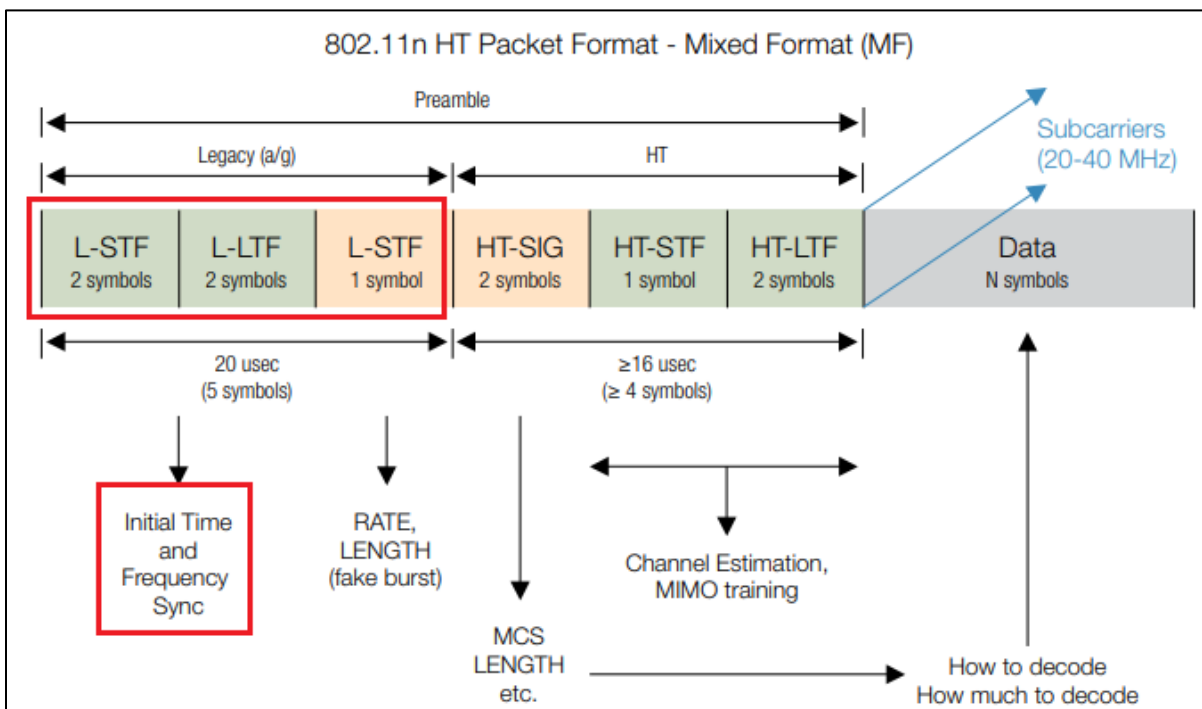 802.11n HT Packet Format - Mixed Format (MF)
Preamble
Legacy (a/g)
HT
Subcarriers
(20-40 MHz)
L-STF
2 symbols
L-LTF
2 symbols
L-STF
1 symbol
HT-SIG
2 symbols
HT-STF
1 symbol
HT-LTF
2 symbols
Data
N symbols
20 usec
(5 symbols)
≥16 usec
(≥ 4 symbols)
Initial Time
and
Frequency
Sync
RATE,
LENGTH
(fake burst)
MCS
LENGTH
etc.
Channel Estimation,
MIMO training
How to decode
How much to decode